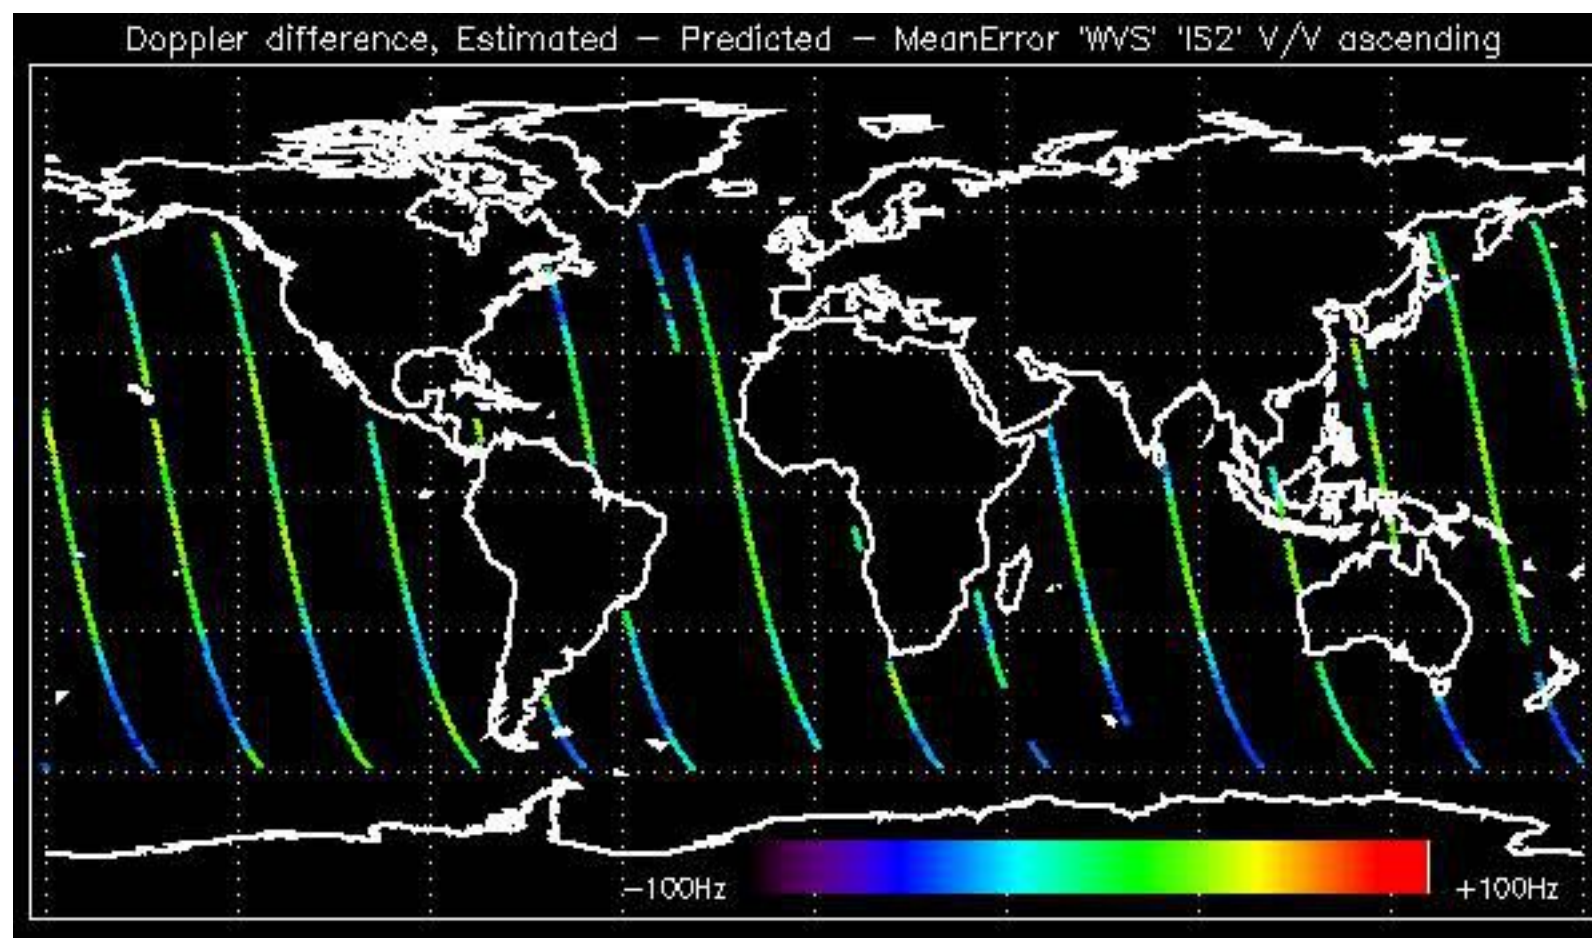 Doppler difference, Estimated – Predicted – MeanError 'WVS' 'IS2' V/V ascending
−100Hz +100Hz